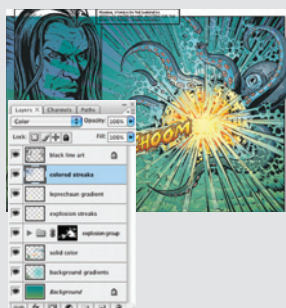 Layers × Channels Paths
Color Opacity: 100%
Lock: Fill: 100%
black line art
colored streaks
leprechaun gradient
explosion streaks
explosion group
solid color
background gradients
Background
THOOM